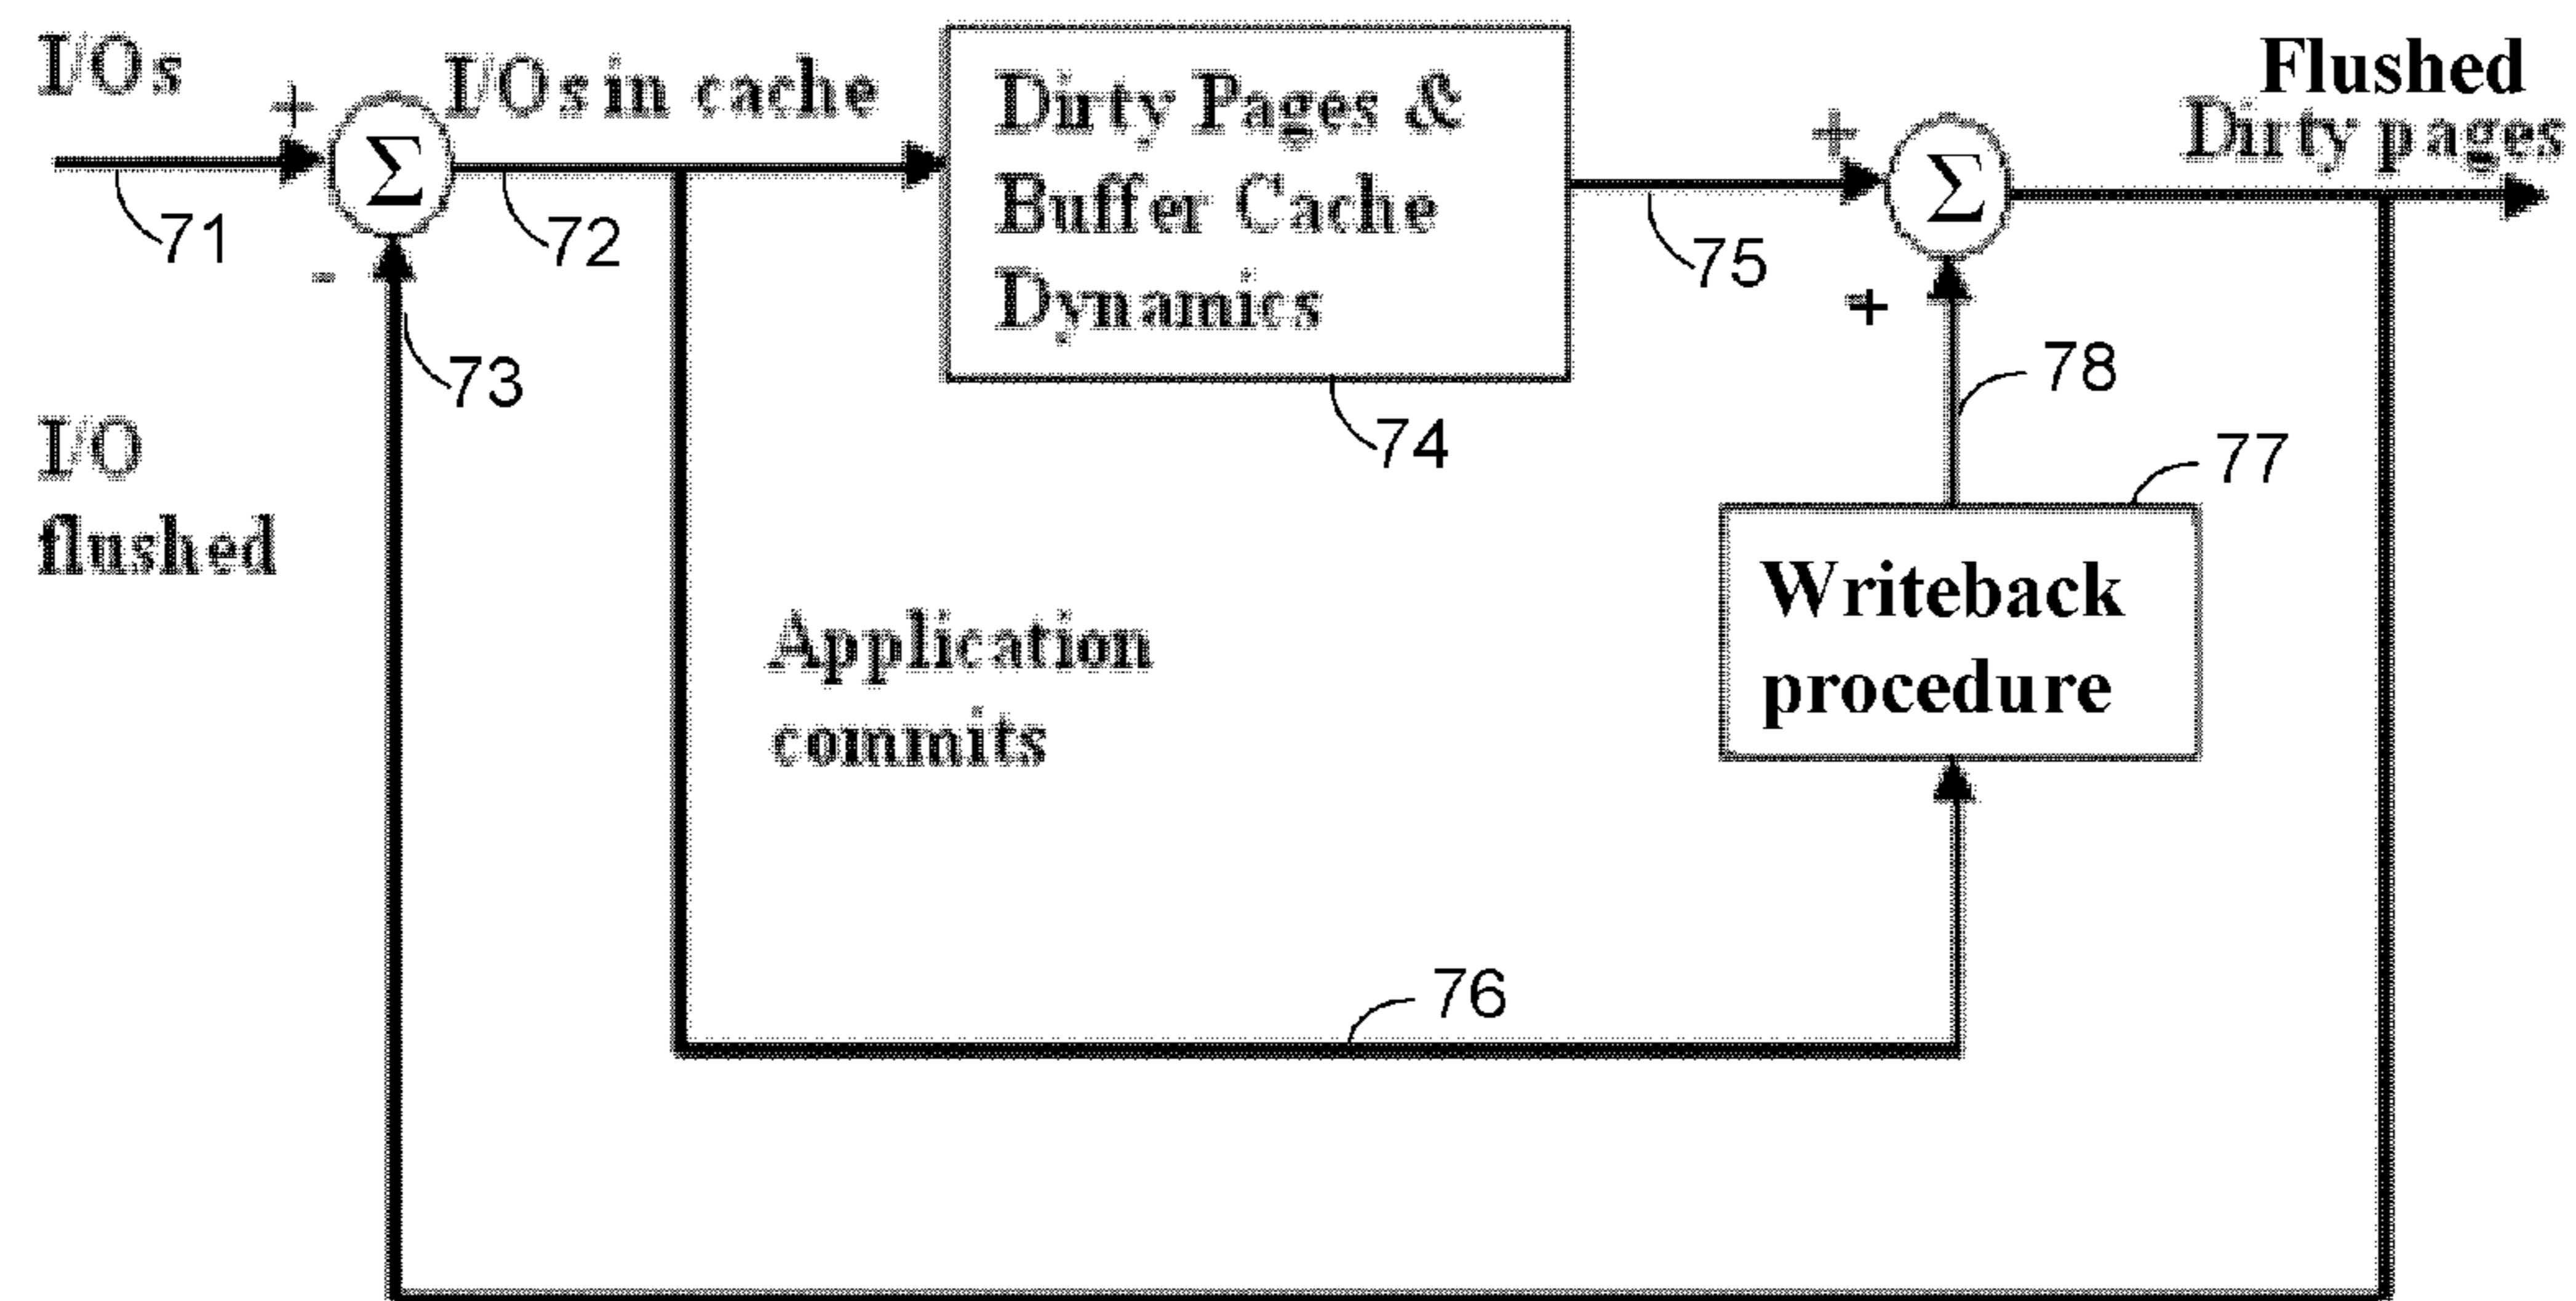 I/Os
+
Σ
I/Os in cache
Dirty Pages &
Buffer Cache
Dynamics
+
Σ
Flushed
Dirty pages
71
72
-
73
74
75
+
78
77
I/O
flushed
Writeback
procedure
Application
commits
76